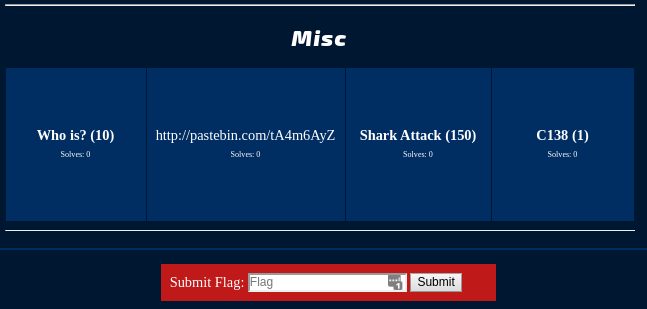 Misc
Who is? (10)
Solves: 0
http://pastebin.com/tA4m6AyZ
Solves: 0
Shark Attack (150)
Solves: 0
C138 (1)
Solves: 0
Submit Flag: Flag Submit